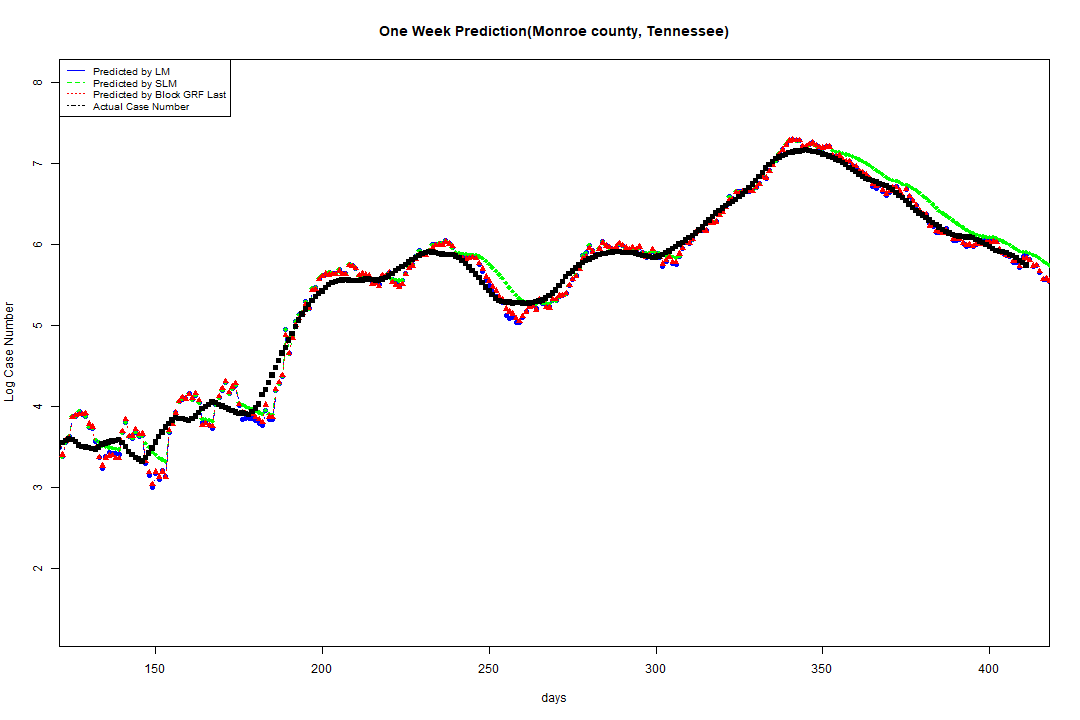 One Week Prediction(Monroe county, Tennessee)
Predicted by LM
Predicted by SLM
Predicted by Block GRF Last
Actual Case Number
8
7
6
5
4
3
2
Log Case Number
150 200 250 300 350 400
days